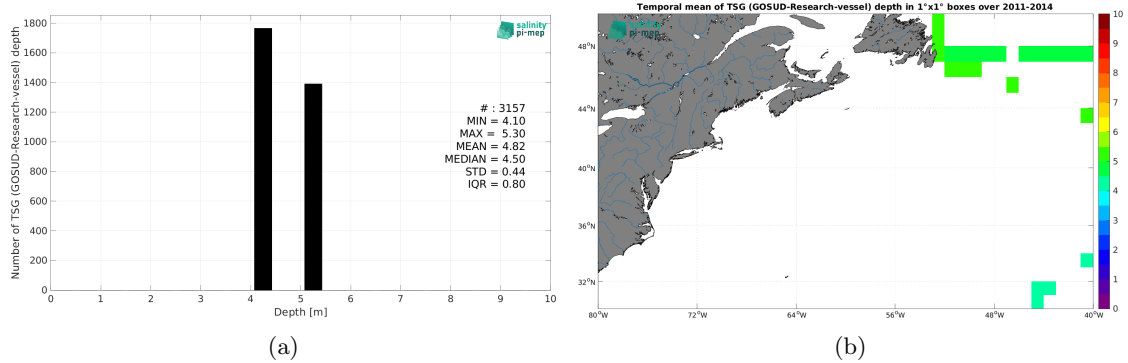 salinity
pi-mep
Number of TSG (GOSUD-Research-vessel) depth
1800
1600
1400
1200
1000
800
600
400
200
0
# : 3157
MIN = 4.10
MAX = 5.30
MEAN = 4.82
MEDIAN = 4.50
STD = 0.44
IQR = 0.80
0 1 2 3 4 5 6 7 8 9 10
Depth [m]
(a)
Temporal mean of TSG (GOSUD-Research-vessel) depth in 1°x1° boxes over 2011-2014
salinity
pi-mep
48°N
44°N
40°N
36°N
32°N
80°W 72°W 64°W 56°W 48°W 40°W
10
9
8
7
6
5
4
3
2
1
0
(b)